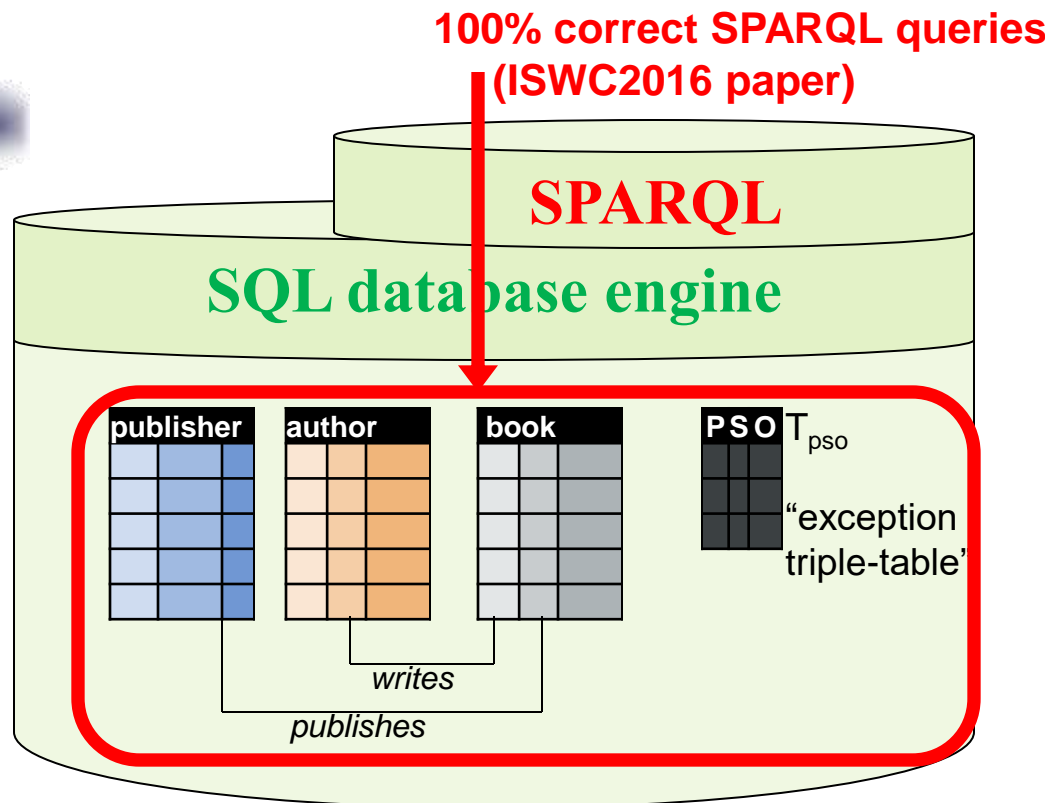 100% correct SPARQL queries
(ISWC2016 paper)
SPARQL
SQL database engine
publisher
author
book
P S O
Tpso
“exception
triple-table”
writes
publishes